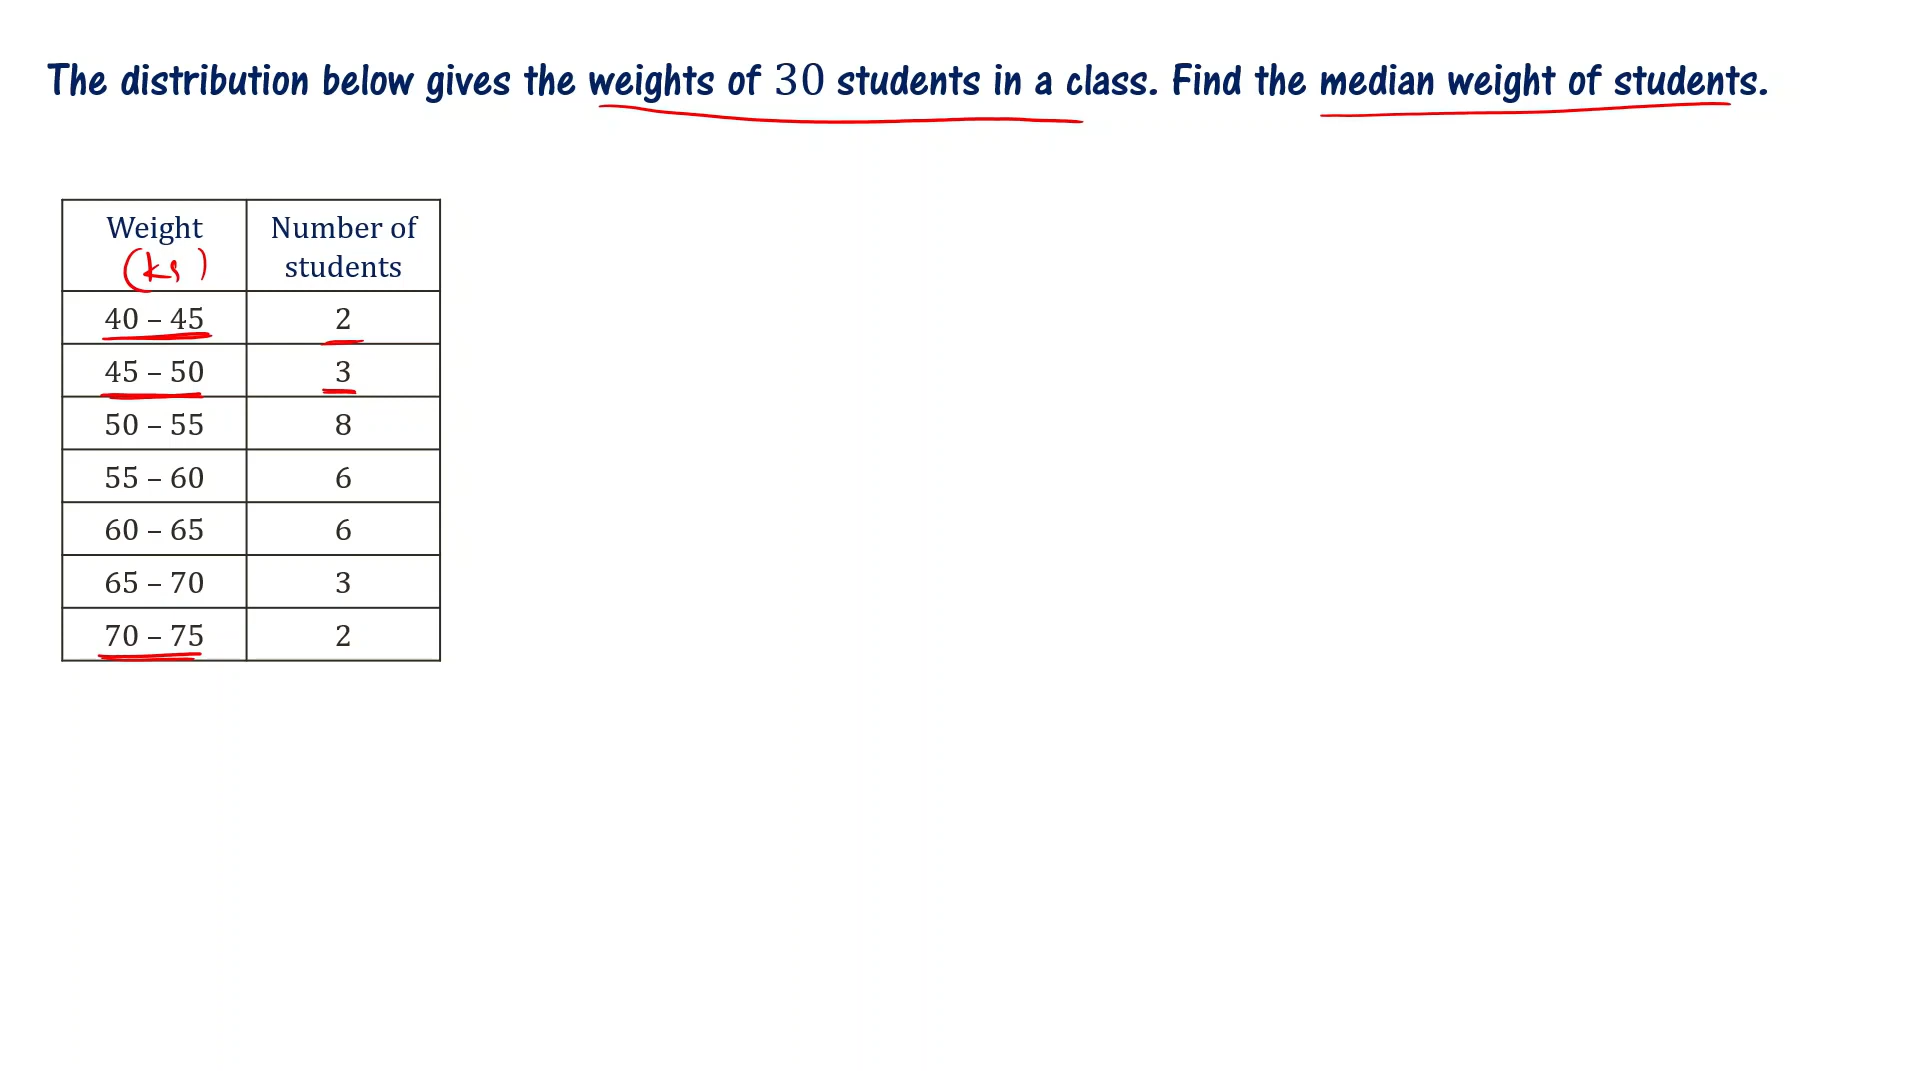 The distribution below gives the weights of 30 students in a class. Find the median weight of students.
Weight Number of
(kg) students
40 – 45 2
45 – 50 3
50 – 55 8
55 – 60 6
60 – 65 6
65 – 70 3
70 – 75 2